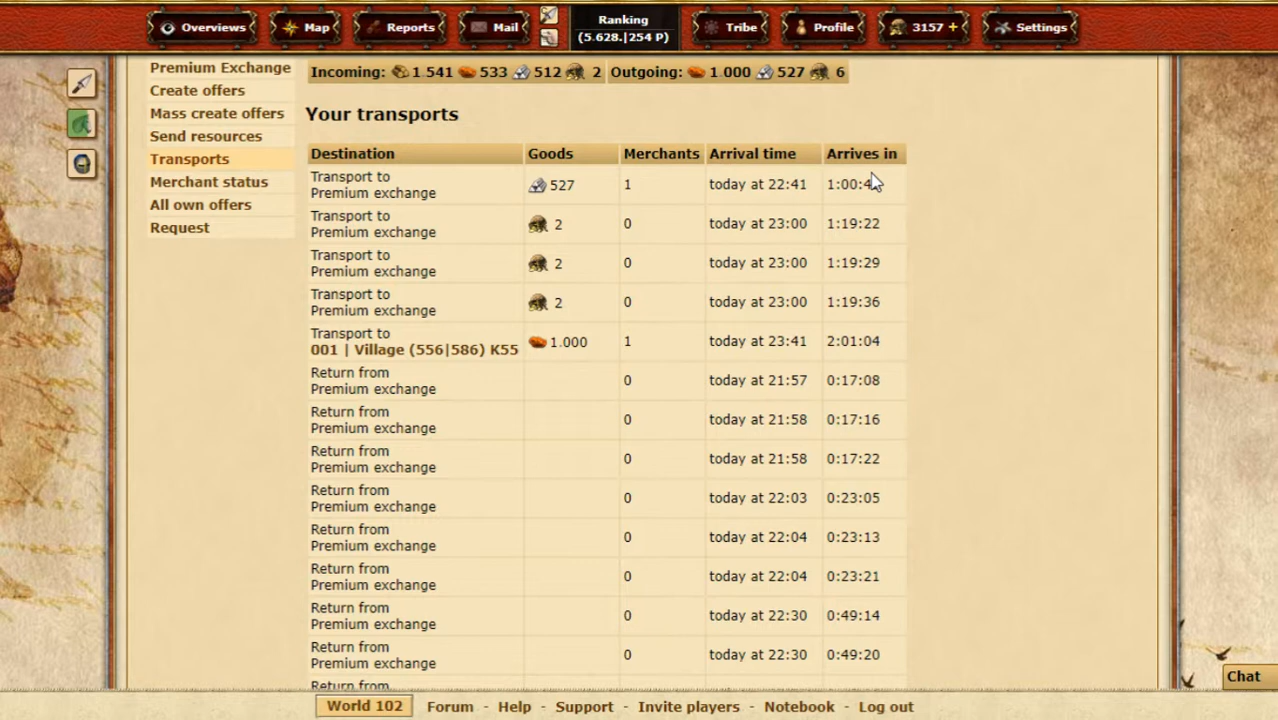 Overviews Map Reports Mail Ranking (5.628.|254 P) Tribe Profile 3157 + Settings
Premium Exchange
Create offers
Mass create offers
Send resources
Transports
Merchant status
All own offers
Request
Incoming: 1.541 533 512 2 Outgoing: 1.000 527 6
Your transports
Destination Goods Merchants Arrival time Arrives in
Transport to
Premium exchange 527 1 today at 22:41
Transport to
Premium exchange 2 0 today at 23:00 1:19:22
Transport to
Premium exchange 2 0 today at 23:00 1:19:29
Transport to
Premium exchange 2 0 today at 23:00 1:19:36
Transport to
001 | Village (556|586) K55 1.000 1 today at 23:41 2:01:04
Return from
Premium exchange 0 today at 21:57 0:17:08
Return from
Premium exchange 0 today at 21:58 0:17:16
Return from
Premium exchange 0 today at 21:58 0:17:22
Return from
Premium exchange 0 today at 22:03 0:23:05
Return from
Premium exchange 0 today at 22:04 0:23:13
Return from
Premium exchange 0 today at 22:04 0:23:21
Return from
Premium exchange 0 today at 22:30 0:49:14
Return from
Premium exchange 0 today at 22:30 0:49:20
Return from
Chat
World 102 Forum - Help - Support - Invite players - Notebook - Log out